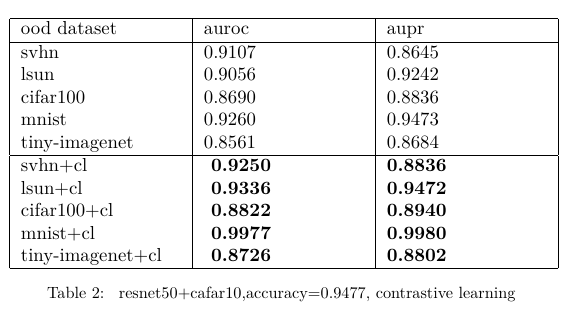 ood dataset auroc aupr
svhn 0.9107 0.8645
lsun 0.9056 0.9242
cifar100 0.8690 0.8836
mnist 0.9260 0.9473
tiny-imagenet 0.8561 0.8684
svhn+cl 0.9250 0.8836
lsun+cl 0.9336 0.9472
cifar100+cl 0.8822 0.8940
mnist+cl 0.9977 0.9980
tiny-imagenet+cl 0.8726 0.8802
Table 2: resnet50+cafar10,accuracy=0.9477, contrastive learning